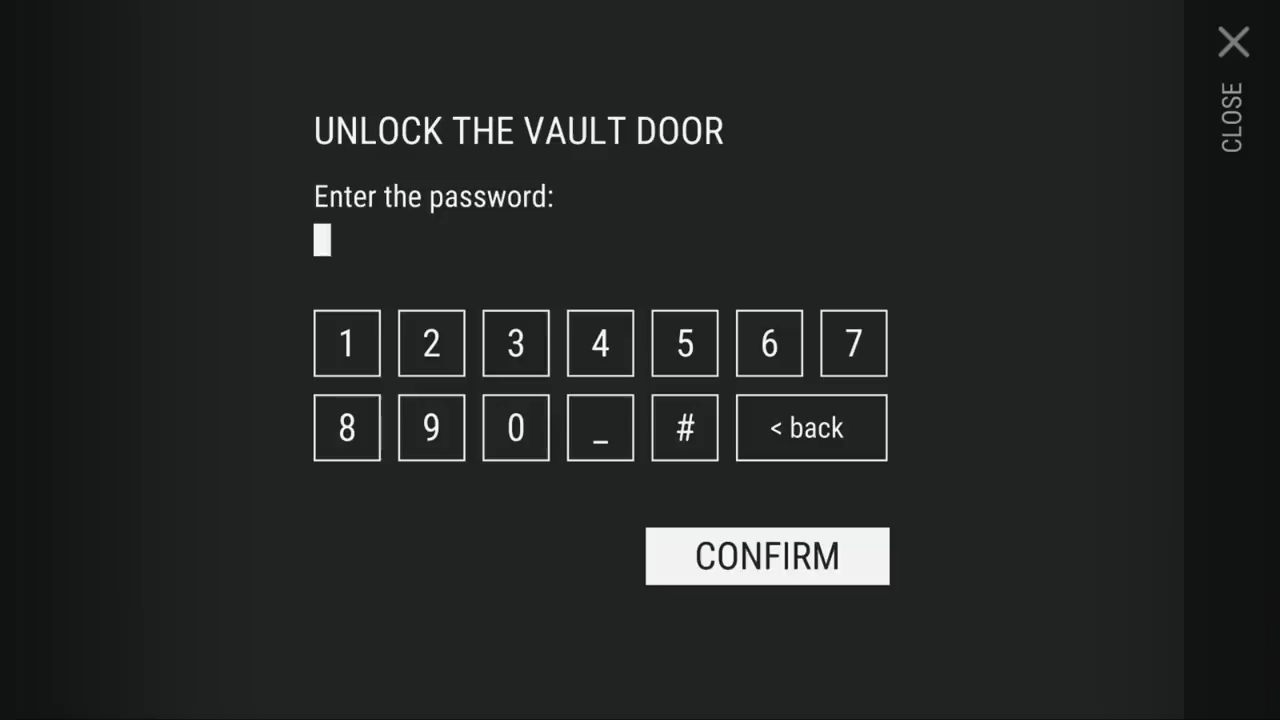 CLOSE
UNLOCK THE VAULT DOOR
Enter the password:
1 2 3 4 5 6 7
8 9 0 _ # < back
CONFIRM